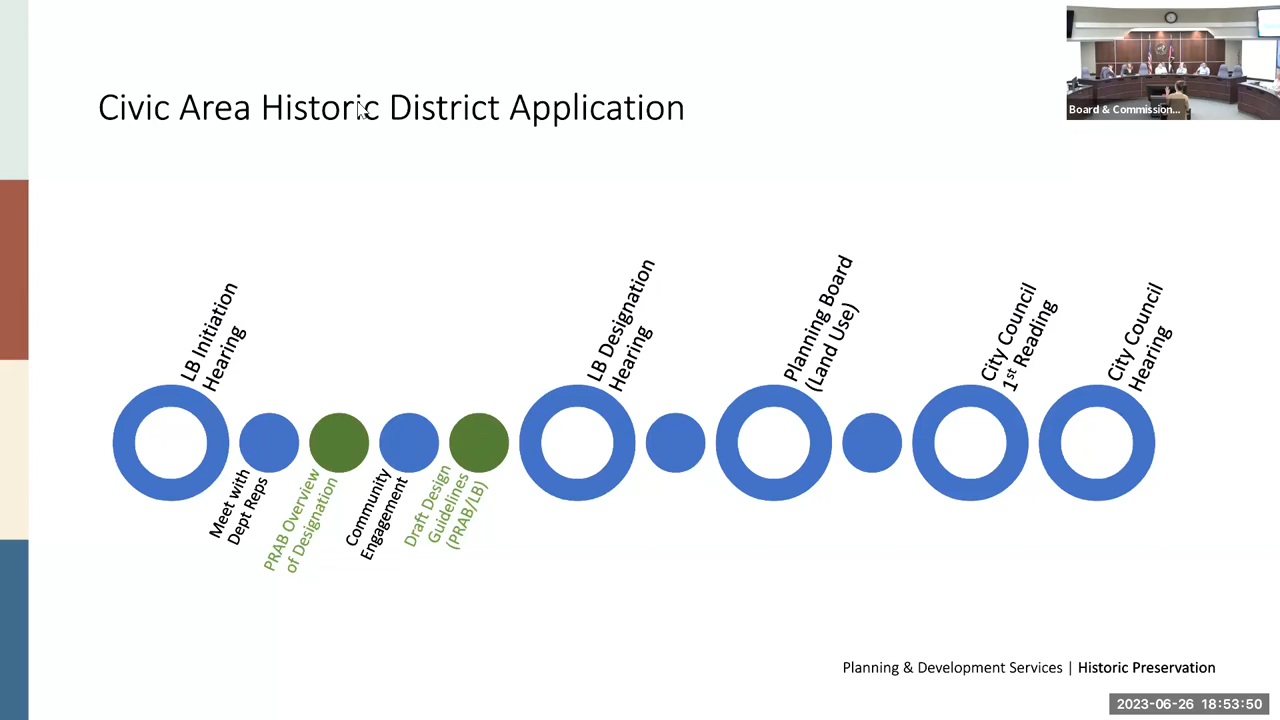 Civic Area Historic District Application
Board & Commission...
LB Initiation
Hearing
Meet with
Dept Reps
PRAB Overview
of Designation
Community
Engagement
Draft Design
Guidelines
(PRAB/LB)
LB Designation
Hearing
Planning Board
(Land Use)
City Council
1st Reading
City Council
Hearing
Planning & Development Services | Historic Preservation
2023-06-26 18:53:50